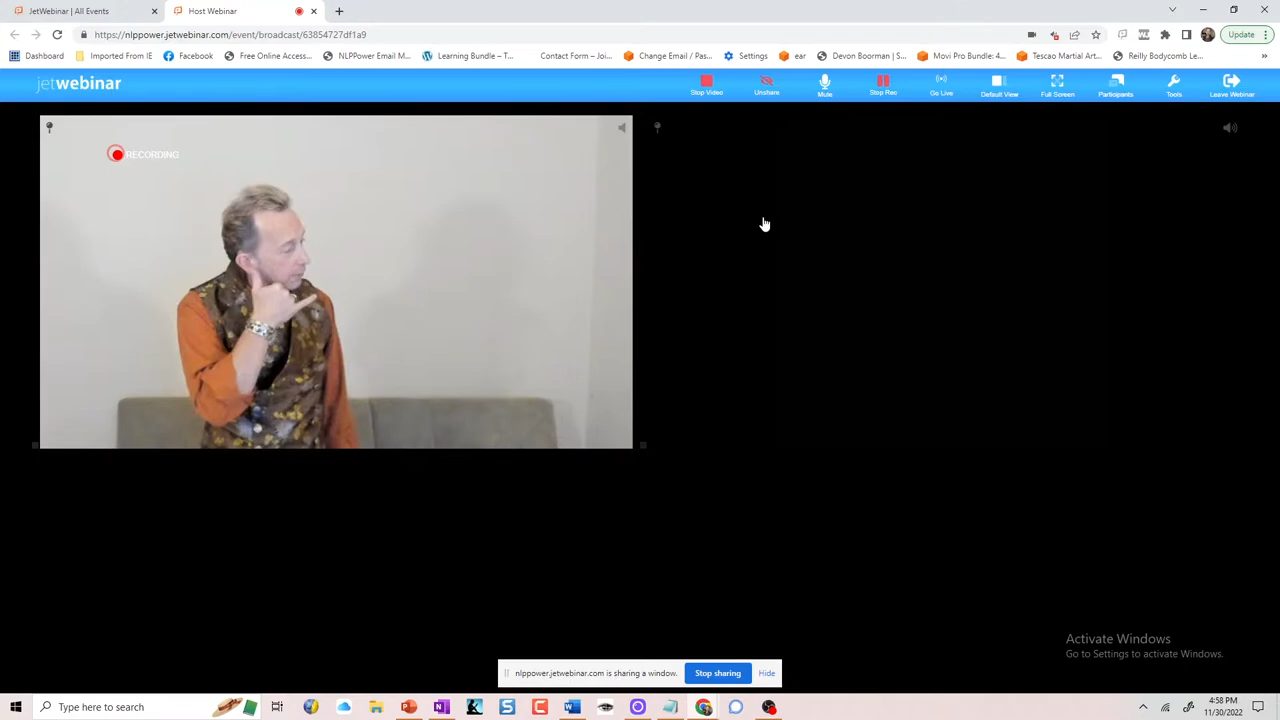 JetWebinar | All Events
Host Webinar
https://nlppower.jetwebinar.com/event/broadcast/63854727df1a9
Update
Dashboard
Imported From IE
Facebook
Free Online Access...
NLPPower Email M...
Learning Bundle – T...
Contact Form – Joi...
Change Email / Pas...
Settings
ear
Devon Boorman | S...
Movi Pro Bundle: 4...
Tescao Martial Art...
Reilly Bodycomb Le...
»
jetwebinar
Stop Video
Unshare
Mute
Stop Rec
Go Live
Default View
Full Screen
Participants
Tools
Leave Webinar
RECORDING
Activate Windows
Go to Settings to activate Windows.
nlppower.jetwebinar.com is sharing a window.
Stop sharing
Hide
Type here to search
4:58 PM
11/30/2022